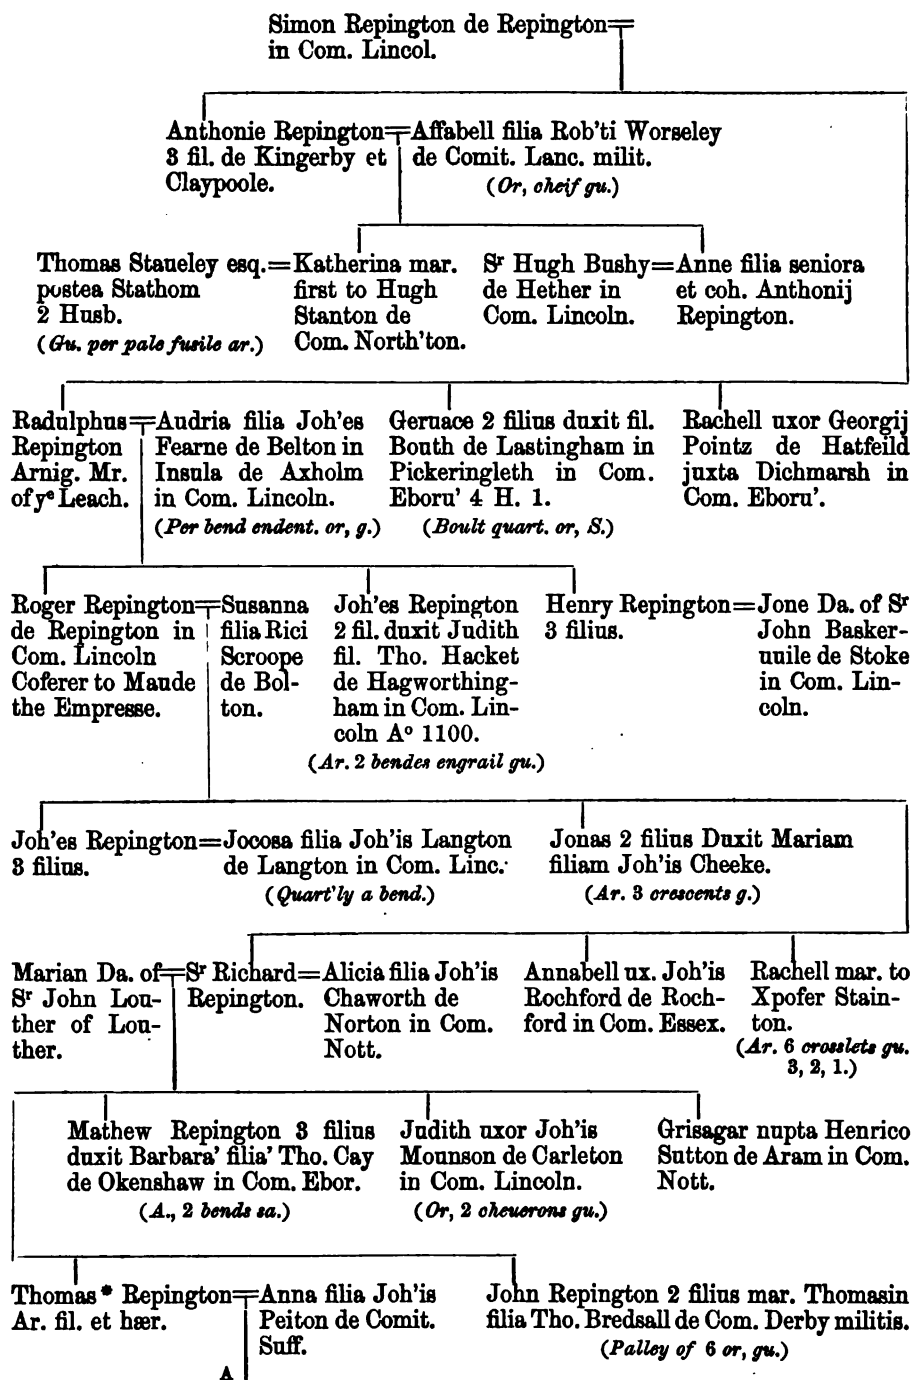 Simon Repington de Repington=
in Com. Lincol.
Anthonie Repington=Affabell filia Rob'ti Worseley
3 fil. de Kingerby et
Claypoole.
de Comit. Lanc. milit.
(Or, cheif gu.)
Thomas Staueley esq.=
postea Stathom
2 Husb.
(Gu. per pale fusile ar.)
Katherina mar.
first to Hugh
Stanton de
Com. North'ton.
Sr Hugh Bushy=
de Hether in
Com. Lincoln.
Anne filia seniora
et coh. Anthonij
Repington.
Radulphus=
Repington
Arnig. Mr.
of ye Leach.
Audria filia Joh'es
Fearne de Belton in
Insula de Axholm
in Com. Lincoln.
(Per bend endent. or, g.)
Geruace 2 filius duxit fil.
Bouth de Lastingham in
Pickeringleth in Com.
Eboru' 4 H. 1.
(Boult quart. or, S.)
Rachell uxor Georgij
Pointz de Hatfeild
juxta Dichmarsh in
Com. Eboru'.
Roger Repington=
de Repington in
Com. Lincoln
Coferer to Maude
the Empresse.
Susanna
filia Rici
Scroope
de Bol-
ton.
Joh'es Repington
2 fil. duxit Judith
fil. Tho. Hacket
de Hagworthing-
ham in Com. Lin-
coln Ao 1100.
(Ar. 2 bendes engrail gu.)
Henry Repington=
3 filius.
Jone Da. of Sr
John Basker-
uuile de Stoke
in Com. Lin-
coln.
Joh'es Repington=
3 filius.
Jocosa filia Joh'is Langton
de Langton in Com. Linc.
(Quart'ly a bend.)
Jonas 2 filius Duxit Mariam
filiam Joh'is Cheeke.
(Ar. 3 crescents g.)
Marian Da. of=
Sr John Lou-
ther of Lou-
ther.
Sr Richard=
Repington.
Alicia filia Joh'is
Chaworth de
Norton in Com.
Nott.
Annabell ux. Joh'is
Rochford de Roch-
ford in Com. Essex.
Rachell mar. to
Xpofer Stain-
ton.
(Ar. 6 crosslets gu.
3, 2, 1.)
Mathew Repington 3 filius
duxit Barbara' filia' Tho. Cay
de Okenshaw in Com. Ebor.
(A., 2 bends sa.)
Judith uxor Joh'is
Mounson de Carleton
in Com. Lincoln.
(Or, 2 cheuerons gu.)
Grisagar nupta Henrico
Sutton de Aram in Com.
Nott.
Thomas* Repington=
Ar. fil. et hær.
Anna filia Joh'is
Peiton de Comit.
Suff.
John Repington 2 filius mar. Thomasin
filia Tho. Bredsall de Com. Derby militis.
(Palley of 6 or, gu.)
A